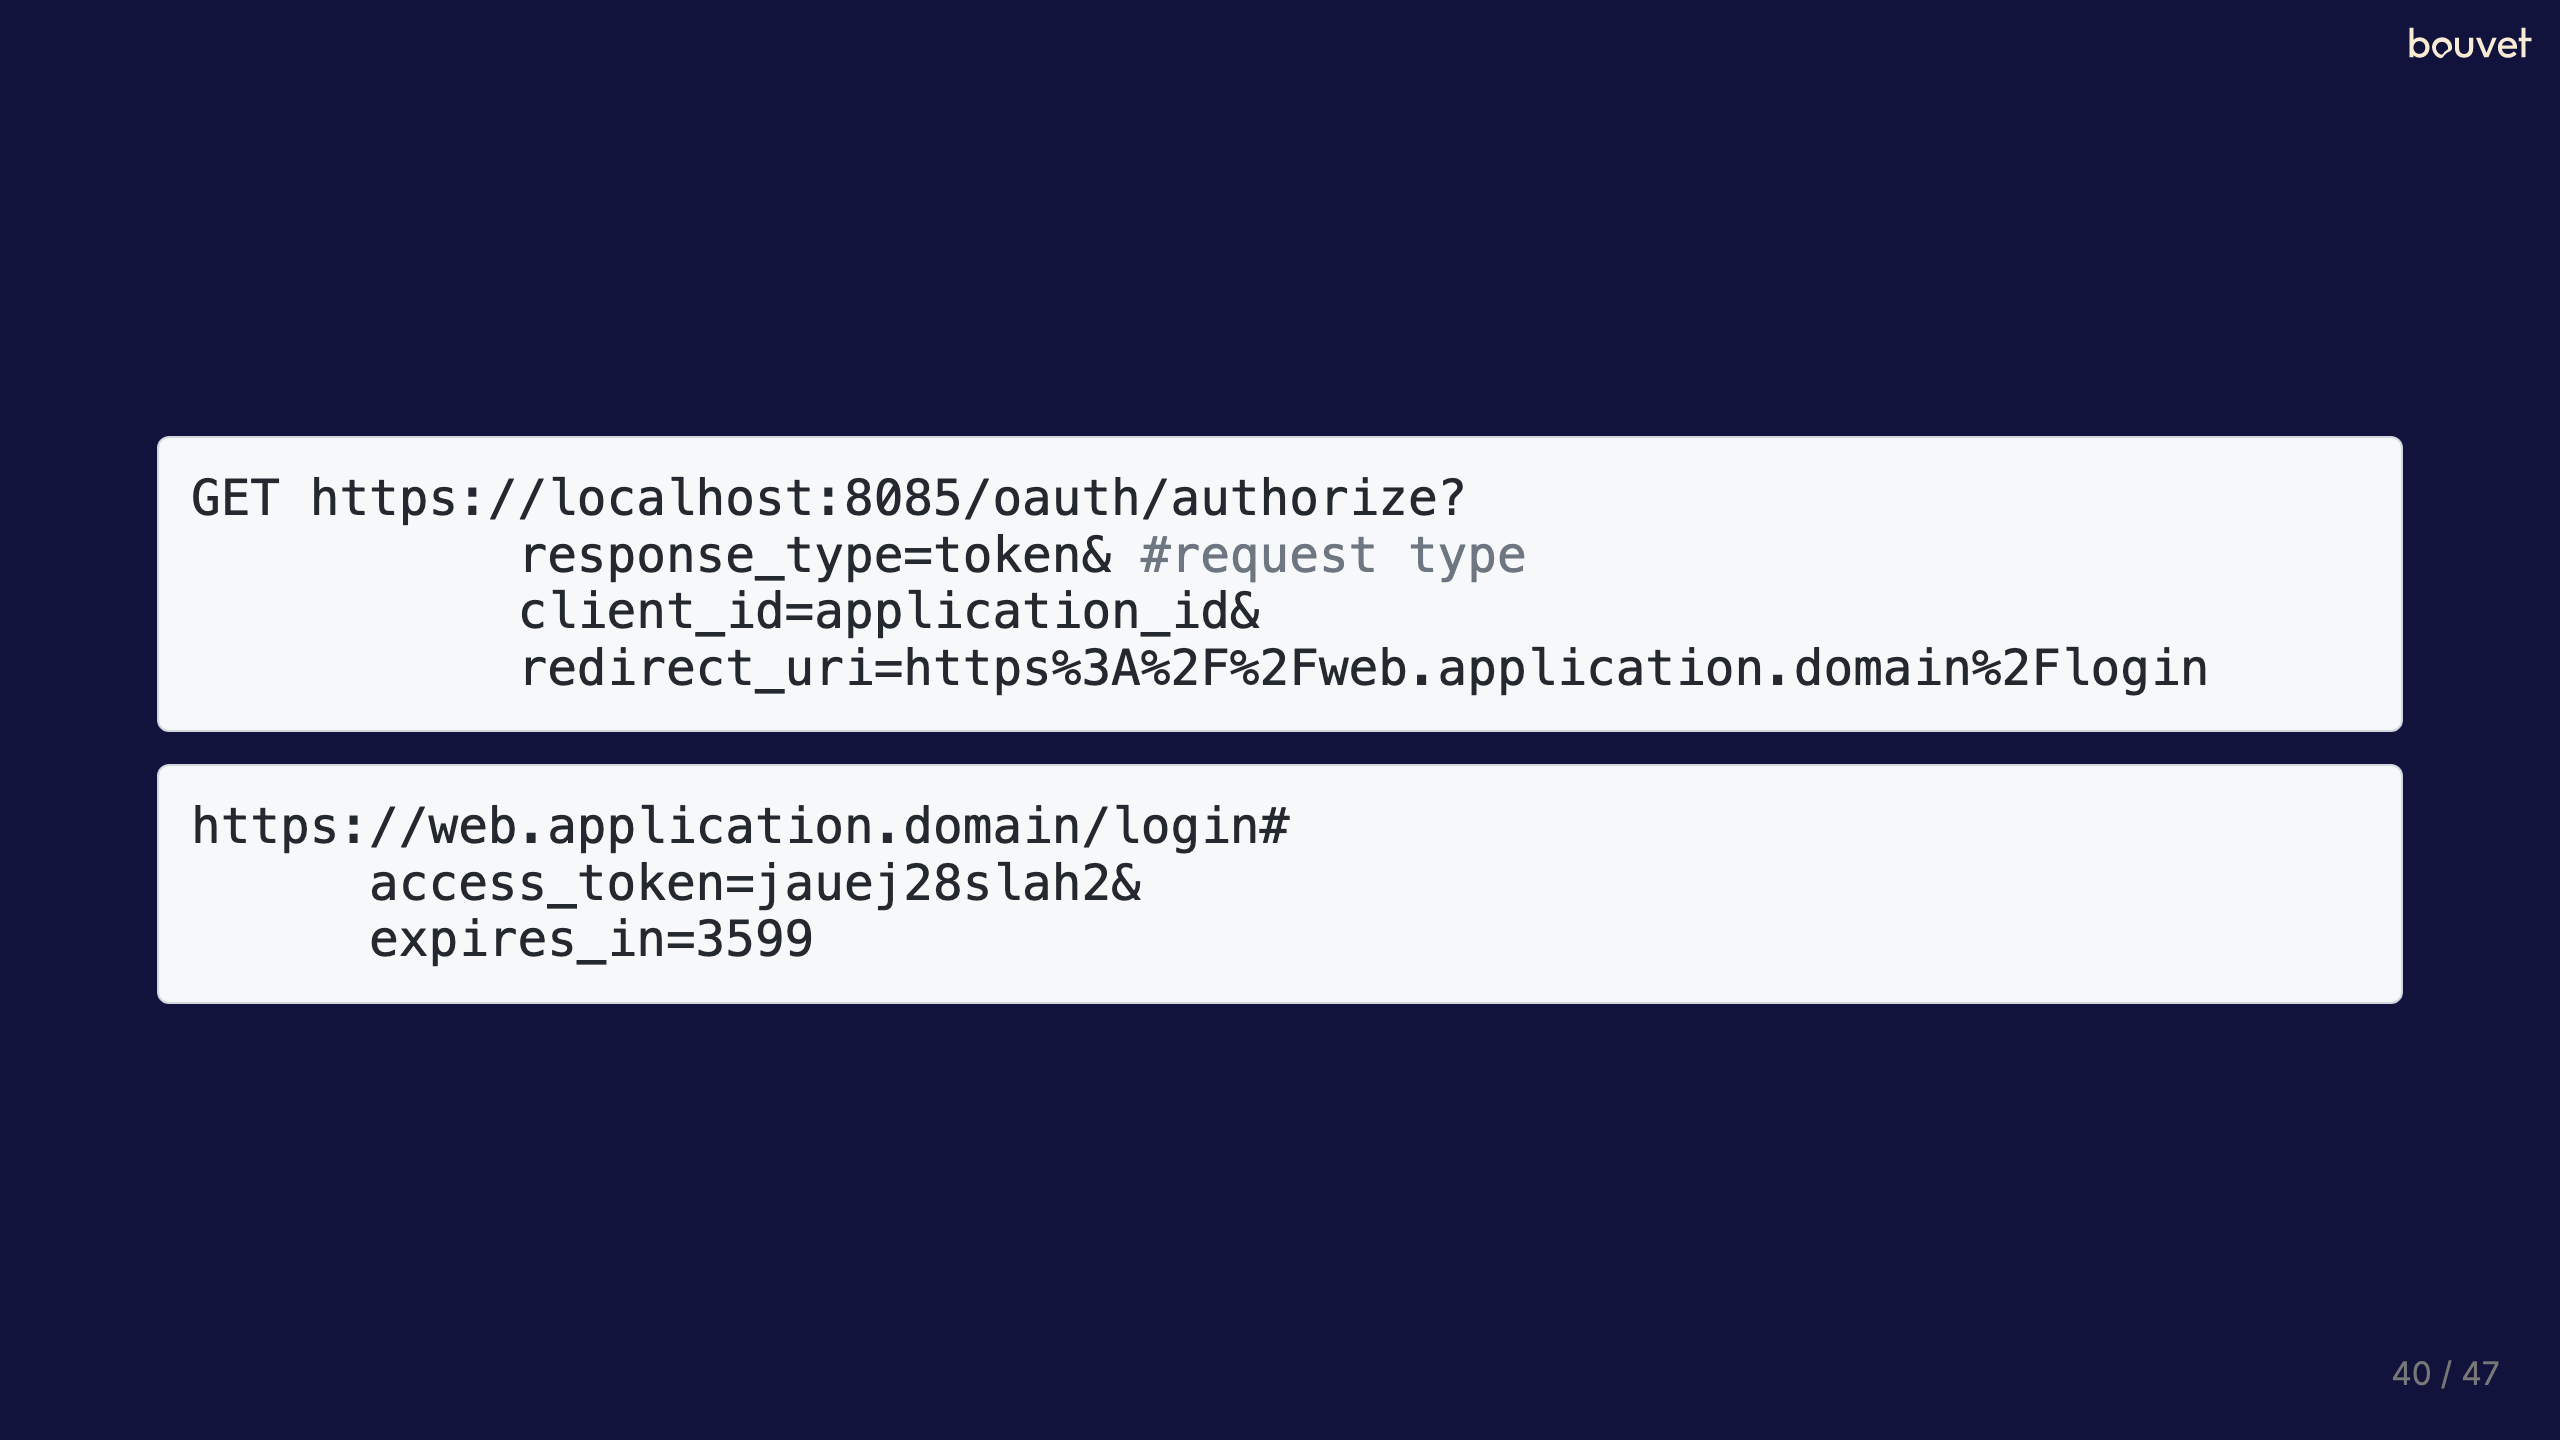 bouvet
GET https://localhost:8085/oauth/authorize?
response_type=token& #request type
client_id=application_id&
redirect_uri=https%3A%2F%2Fweb.application.domain%2Flogin
https://web.application.domain/login#
access_token=jauej28slah2&
expires_in=3599
40 / 47